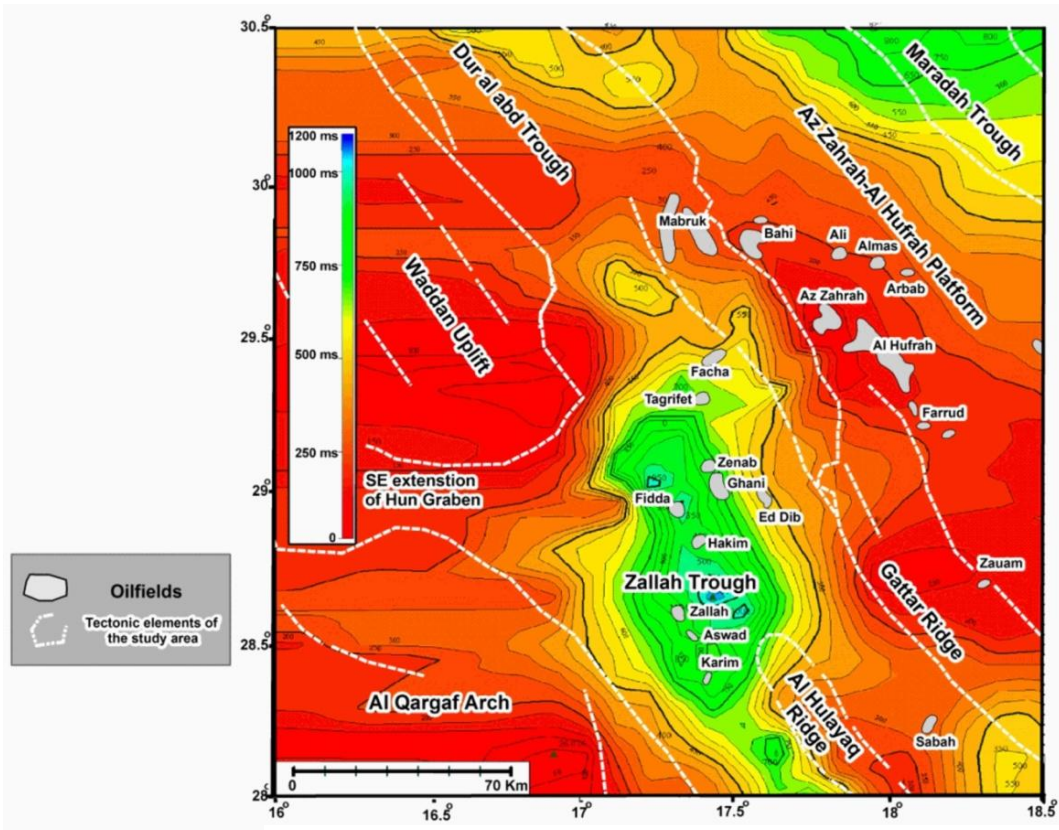 30.5°
30°
29.5°
29°
28.5°
28°
16°
16.5
17°
17.5°
18°
18.5°
1200 ms
1000 ms
750 ms
500 ms
250 ms
0
Dur al abd Trough
Maradah Trough
Az Zahrah-Al Hufrah Platform
Waddan Uplift
Mabruk
Bahi
Ali
Almas
Arbab
Az Zahrah
Al Hufrah
Facha
Tagrifet
Farrud
Zenab
Ghani
Fidda
Ed Dib
SE extenstion
of Hun Graben
Hakim
Zallah Trough
Zauam
Zallah
Aswad
Karim
Gattar Ridge
Al Qargaf Arch
Al Hulayaq
Ridge
Sabah
0 70 Km
Oilfields
Tectonic elements of
the study area